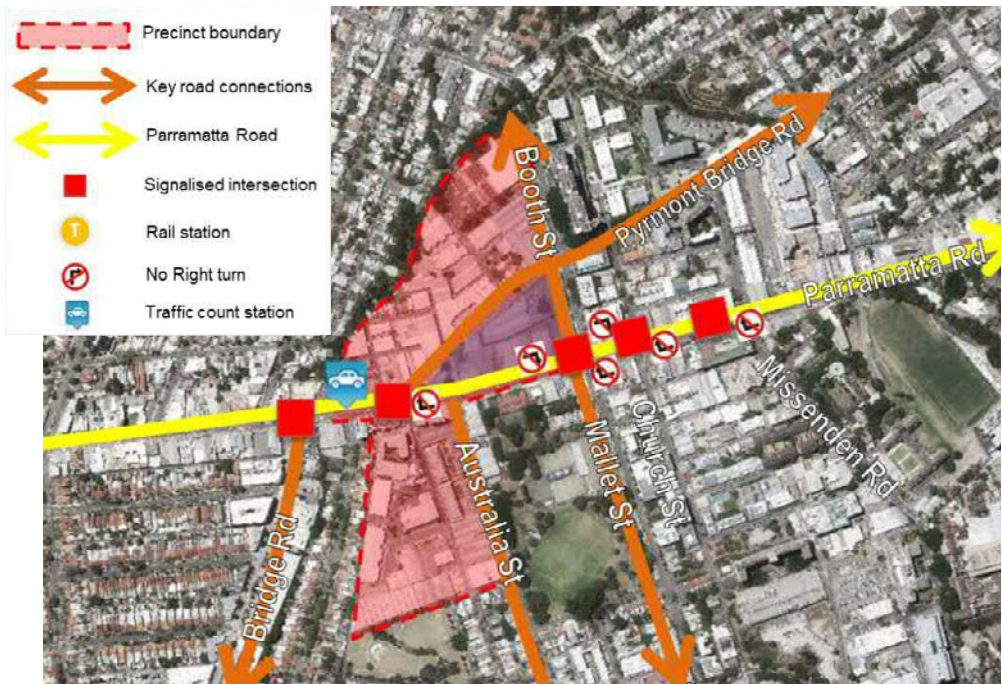 Precinct boundary
Key road connections
Parramatta Road
Signalised intersection
T
Rail station
No Right turn
Traffic count station
Booth St
Pyrmont Bridge Rd
Parramatta Rd
Missenden Rd
Church St
Mallet St
Australia St
Bridge Rd